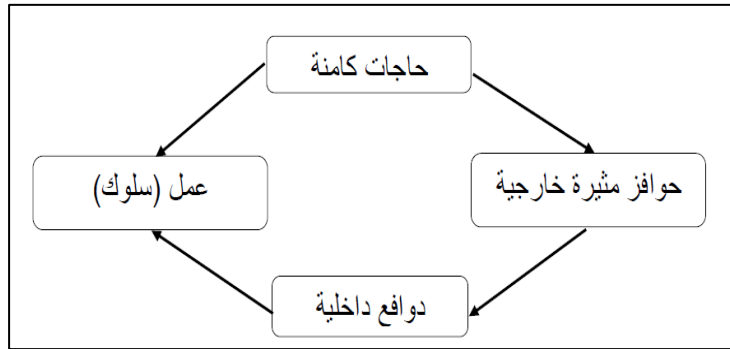 حاجات كامنة
حوافز مثيرة خارجية
عمل (سلوك)
دوافع داخلية